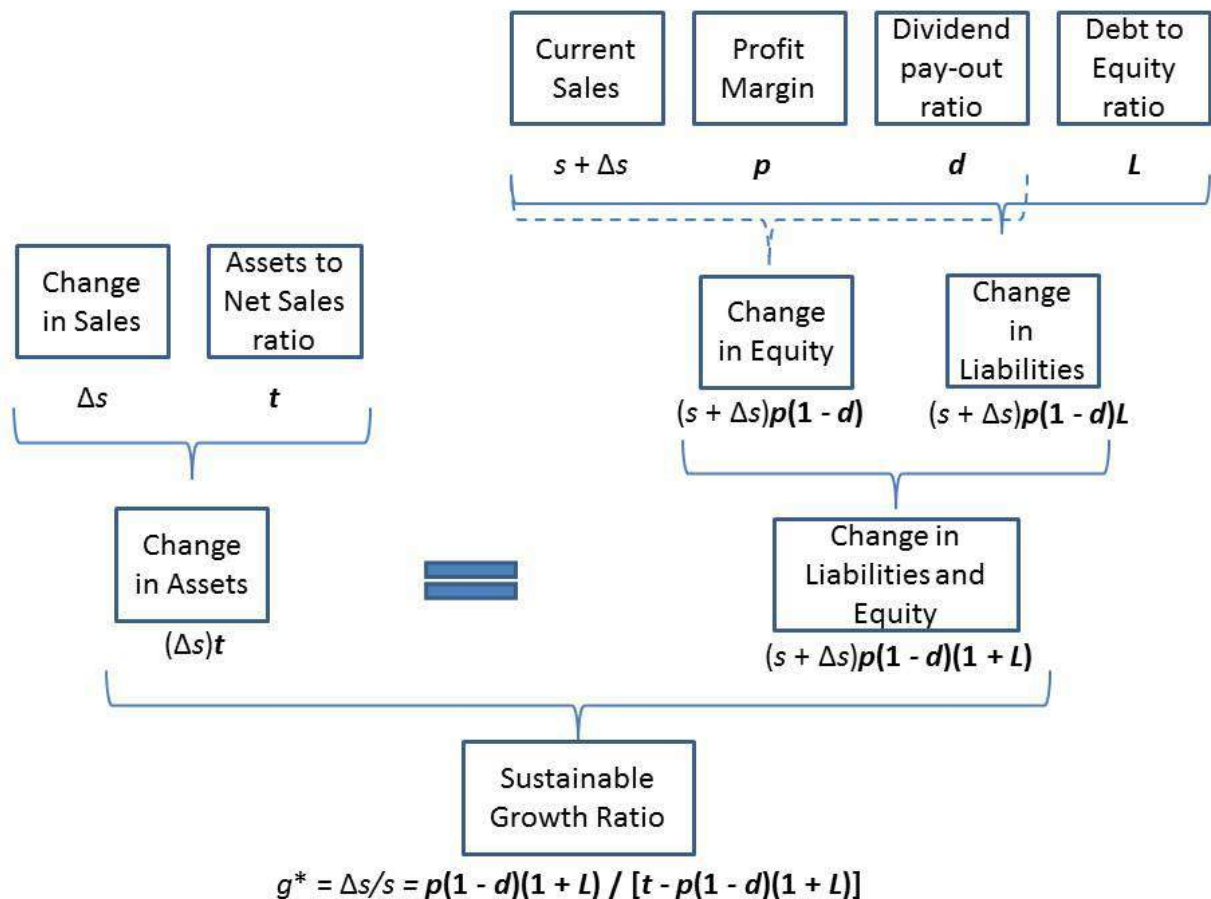 Current
Sales
Profit
Margin
Dividend
pay-out
ratio
Debt to
Equity
ratio
s + Δs
p
d
L
Change
in Sales
Assets to
Net Sales
ratio
Δs
t
Change
in Equity
(s + Δs)p(1 - d)
Change
in
Liabilities
(s + Δs)p(1 - d)L
Change
in Assets
(Δs)t
Change in
Liabilities and
Equity
(s + Δs)p(1 - d)(1 + L)
Sustainable
Growth Ratio
g* = Δs/s = p(1 - d)(1 + L) / [t - p(1 - d)(1 + L)]